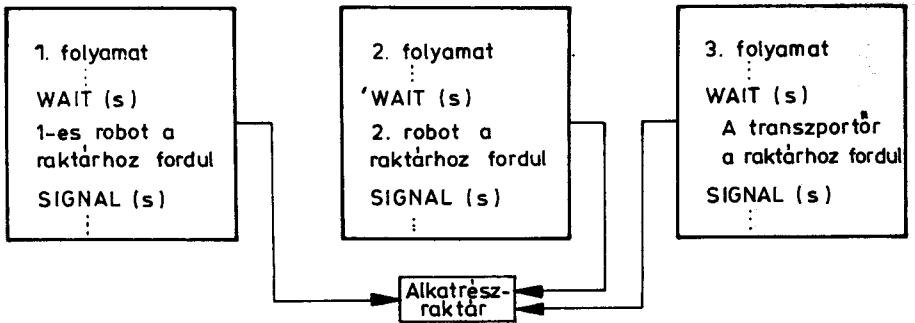 1. folyamat
WAIT (s)
1-es robot a
raktárhoz fordul
SIGNAL (s)
2. folyamat
WAIT (s)
2. robot a
raktárhoz fordul
SIGNAL (s)
3. folyamat
WAIT (s)
A transzportőr
a raktárhoz fordul
SIGNAL (s)
Alkatrész-
raktár